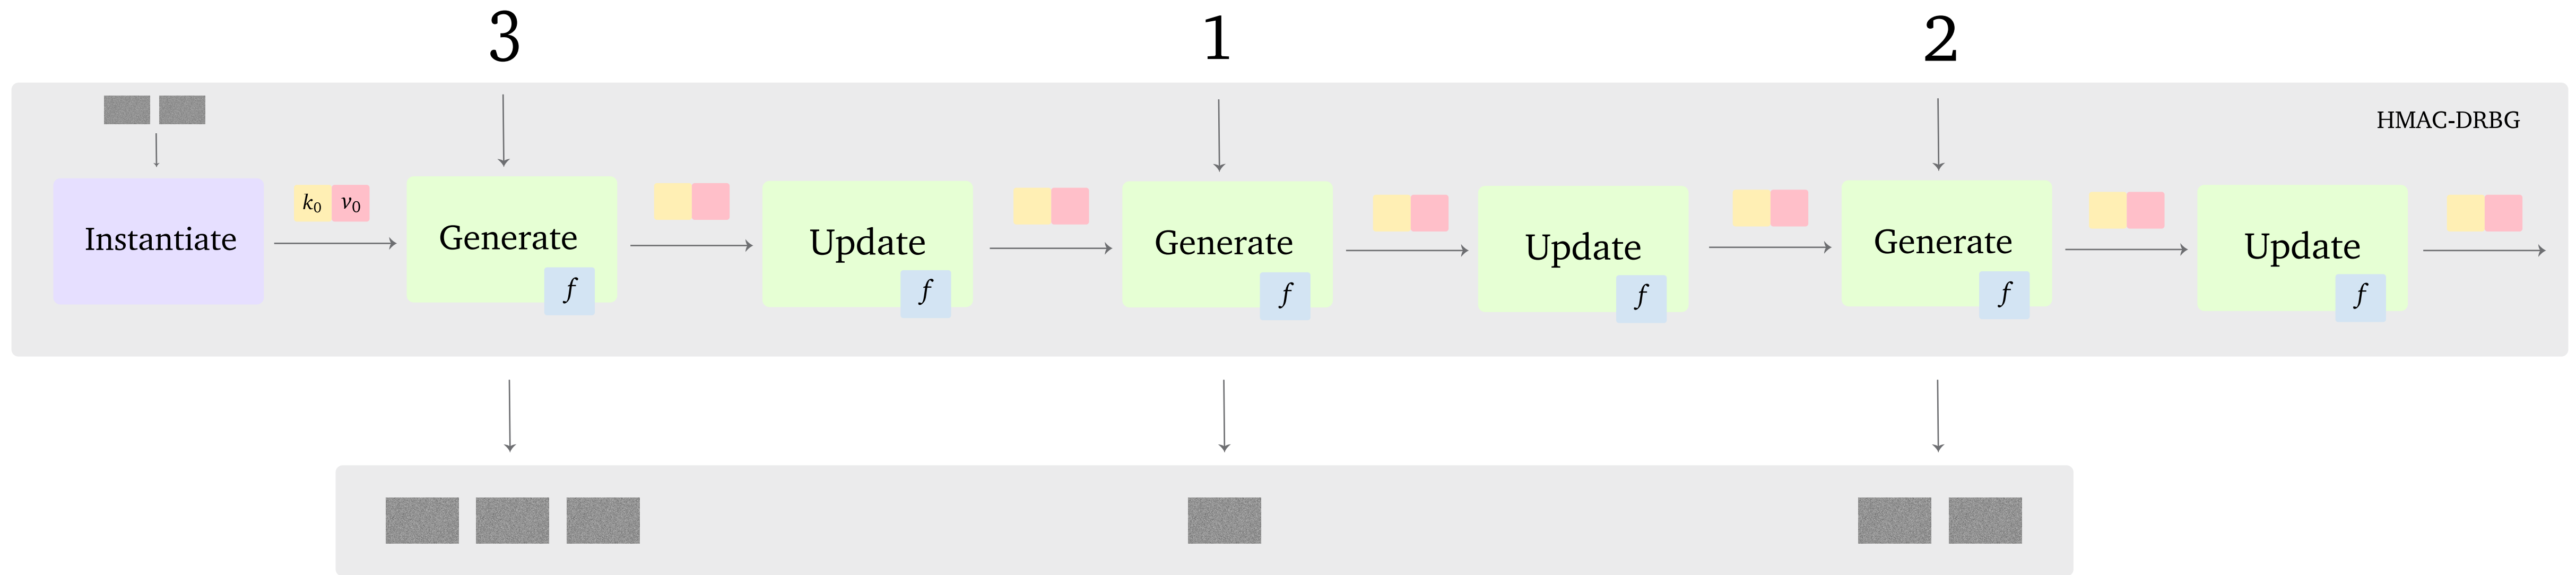 3 1 2
HMAC-DRBG
k₀ v₀
Instantiate Generate Update Generate Update Generate Update
f f f f f f